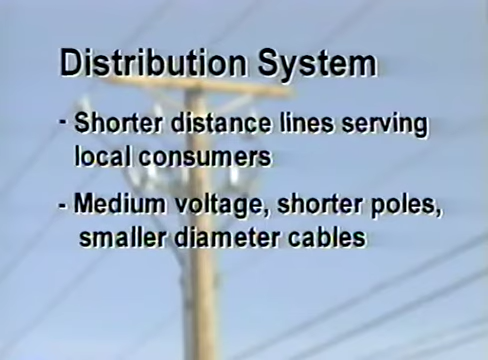 Distribution System
- Shorter distance lines serving
local consumers
- Medium voltage, shorter poles,
smaller diameter cables